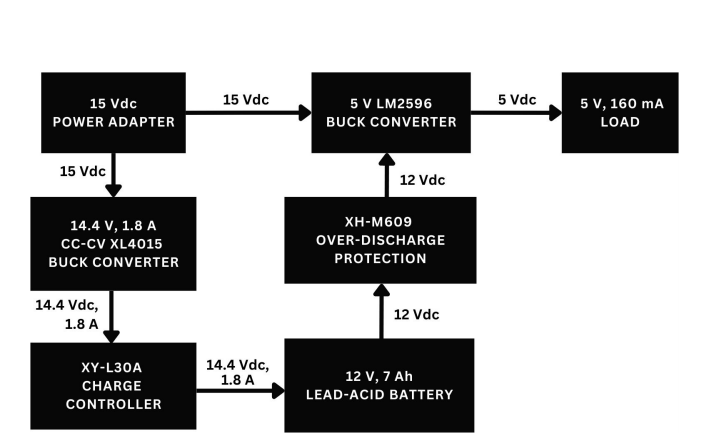 15 Vdc
POWER ADAPTER
15 Vdc
5 V LM2596
BUCK CONVERTER
5 Vdc
5 V, 160 mA
LOAD
15 Vdc
12 Vdc
14.4 V, 1.8 A
CC-CV XL4015
BUCK CONVERTER
XH-M609
OVER-DISCHARGE
PROTECTION
14.4 Vdc,
1.8 A
12 Vdc
XY-L30A
CHARGE
CONTROLLER
14.4 Vdc,
1.8 A
12 V, 7 Ah
LEAD-ACID BATTERY